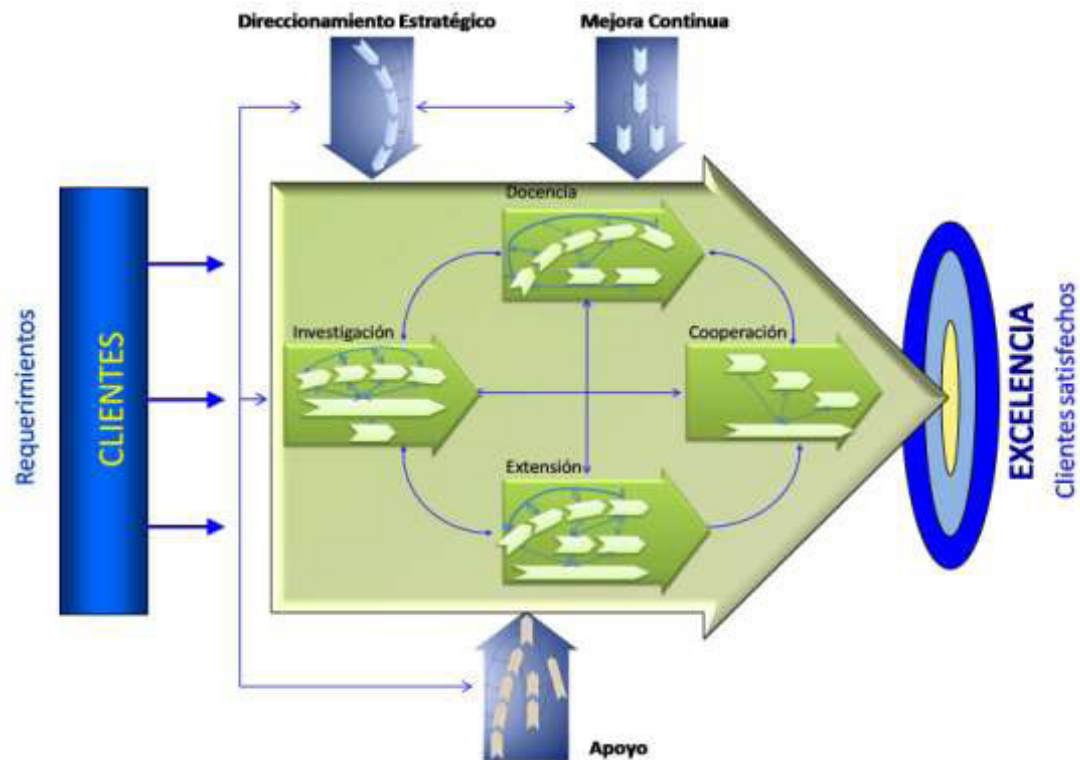 Direccionamiento Estratégico
Mejora Continua
Requerimientos
CLIENTES
Docencia
Investigación
Cooperación
Extensión
EXCELENCIA
Clientes satisfechos
Apoyo